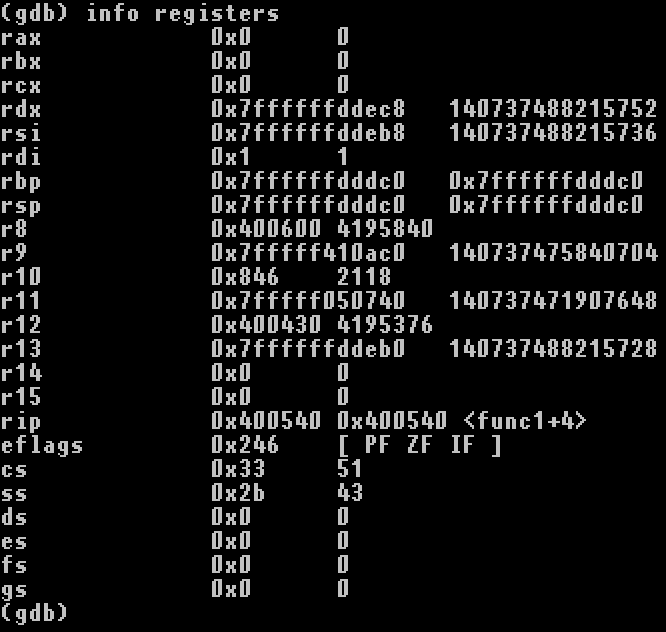 (gdb) info registers
rax 0x0 0
rbx 0x0 0
rcx 0x0 0
rdx 0x7fffffffddec8 140737488215752
rsi 0x7fffffffddeb8 140737488215736
rdi 0x1 1
rbp 0x7fffffffdddc0 0x7fffffffdddc0
rsp 0x7fffffffdddc0 0x7fffffffdddc0
r8 0x400600 4195840
r9 0x7fffff410ac0 140737475840704
r10 0x846 2118
r11 0x7fffff050740 140737471907648
r12 0x400430 4195376
r13 0x7fffffffddeb0 140737488215728
r14 0x0 0
r15 0x0 0
rip 0x400540 0x400540 <func1+4>
eflags 0x246 [ PF ZF IF ]
cs 0x33 51
ss 0x2b 43
ds 0x0 0
es 0x0 0
fs 0x0 0
gs 0x0 0
(gdb)